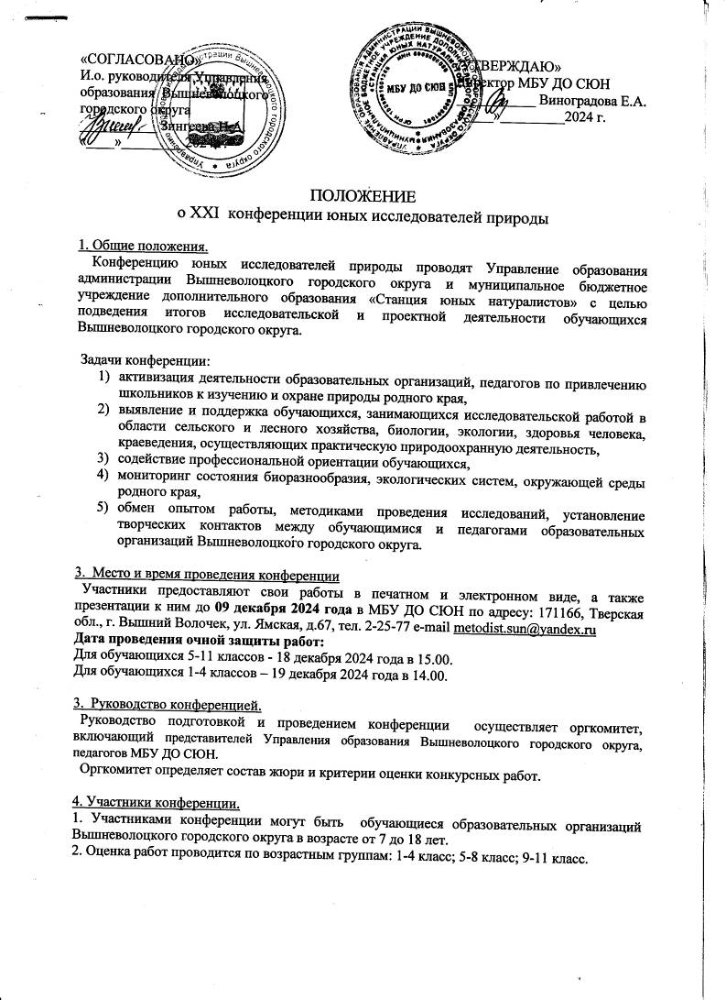 «СОГЛАСОВАНО»
И.о. руководителя Управления
образования Вышневолоцкого
городского округа
Зингеева Н.А.
«     »                     г.
«УТВЕРЖДАЮ»
Директор МБУ ДО СЮН
Виноградова Е.А.
»                     2024 г.
МБУ ДО СЮН
ПОЛОЖЕНИЕ
о XXI конференции юных исследователей природы
1. Общие положения.
Конференцию юных исследователей природы проводят Управление образования
администрации Вышневолоцкого городского округа и муниципальное бюджетное
учреждение дополнительного образования «Станция юных натуралистов» с целью
подведения итогов исследовательской и проектной деятельности обучающихся
Вышневолоцкого городского округа.
Задачи конференции:
1) активизация деятельности образовательных организаций, педагогов по привлечению
школьников к изучению и охране природы родного края,
2) выявление и поддержка обучающихся, занимающихся исследовательской работой в
области сельского и лесного хозяйства, биологии, экологии, здоровья человека,
краеведения, осуществляющих практическую природоохранную деятельность,
3) содействие профессиональной ориентации обучающихся,
4) мониторинг состояния биоразнообразия, экологических систем, окружающей среды
родного края,
5) обмен опытом работы, методиками проведения исследований, установление
творческих контактов между обучающимися и педагогами образовательных
организаций Вышневолоцкого городского округа.
3. Место и время проведения конференции
Участники предоставляют свои работы в печатном и электронном виде, а также
презентации к ним до 09 декабря 2024 года в МБУ ДО СЮН по адресу: 171166, Тверская
обл., г. Вышний Волочек, ул. Ямская, д.67, тел. 2-25-77 e-mail metodist.sun@yandex.ru
Дата проведения очной защиты работ:
Для обучающихся 5-11 классов - 18 декабря 2024 года в 15.00.
Для обучающихся 1-4 классов – 19 декабря 2024 года в 14.00.
3. Руководство конференцией.
Руководство подготовкой и проведением конференции осуществляет оргкомитет,
включающий представителей Управления образования Вышневолоцкого городского округа,
педагогов МБУ ДО СЮН.
Оргкомитет определяет состав жюри и критерии оценки конкурсных работ.
4. Участники конференции.
1. Участниками конференции могут быть обучающиеся образовательных организаций
Вышневолоцкого городского округа в возрасте от 7 до 18 лет.
2. Оценка работ проводится по возрастным группам: 1-4 класс; 5-8 класс; 9-11 класс.